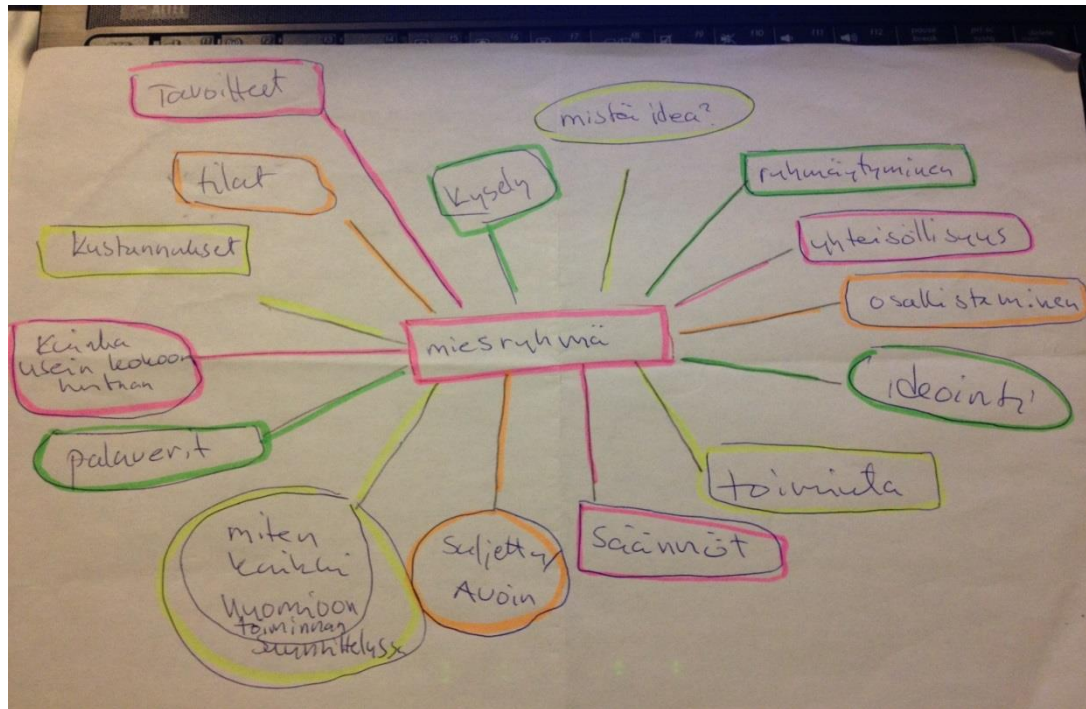 Tavoitteet
mistä idea?
tilat
Kysely
ryhmäytyminen
Kustannukset
yhteisöllisyys
osallistaminen
miesryhmä
Kuinka
usein kokoon
nutaan
ideointi
palaverit
toiminta
miten
kaikki
huomioon
toiminnan
suunnittelussa
Suljettu/
Avoin
Säännöt